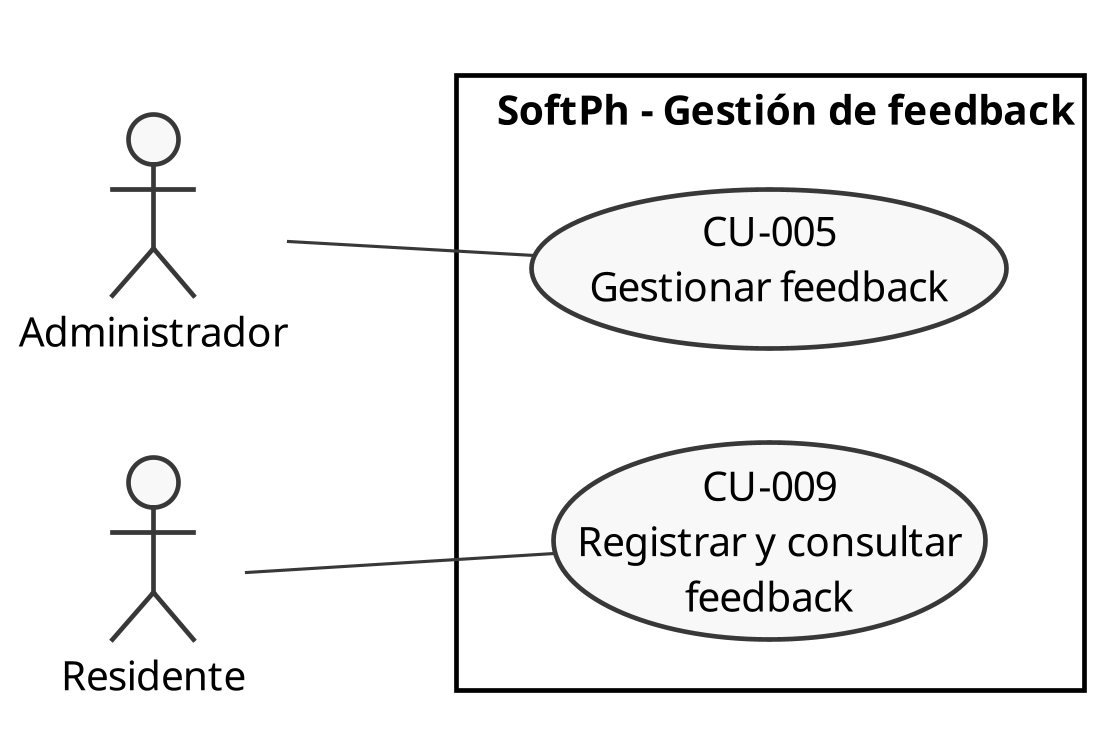 SoftPh - Gestión de feedback
Administrador
CU-005
Gestionar feedback
Residente
CU-009
Registrar y consultar
feedback